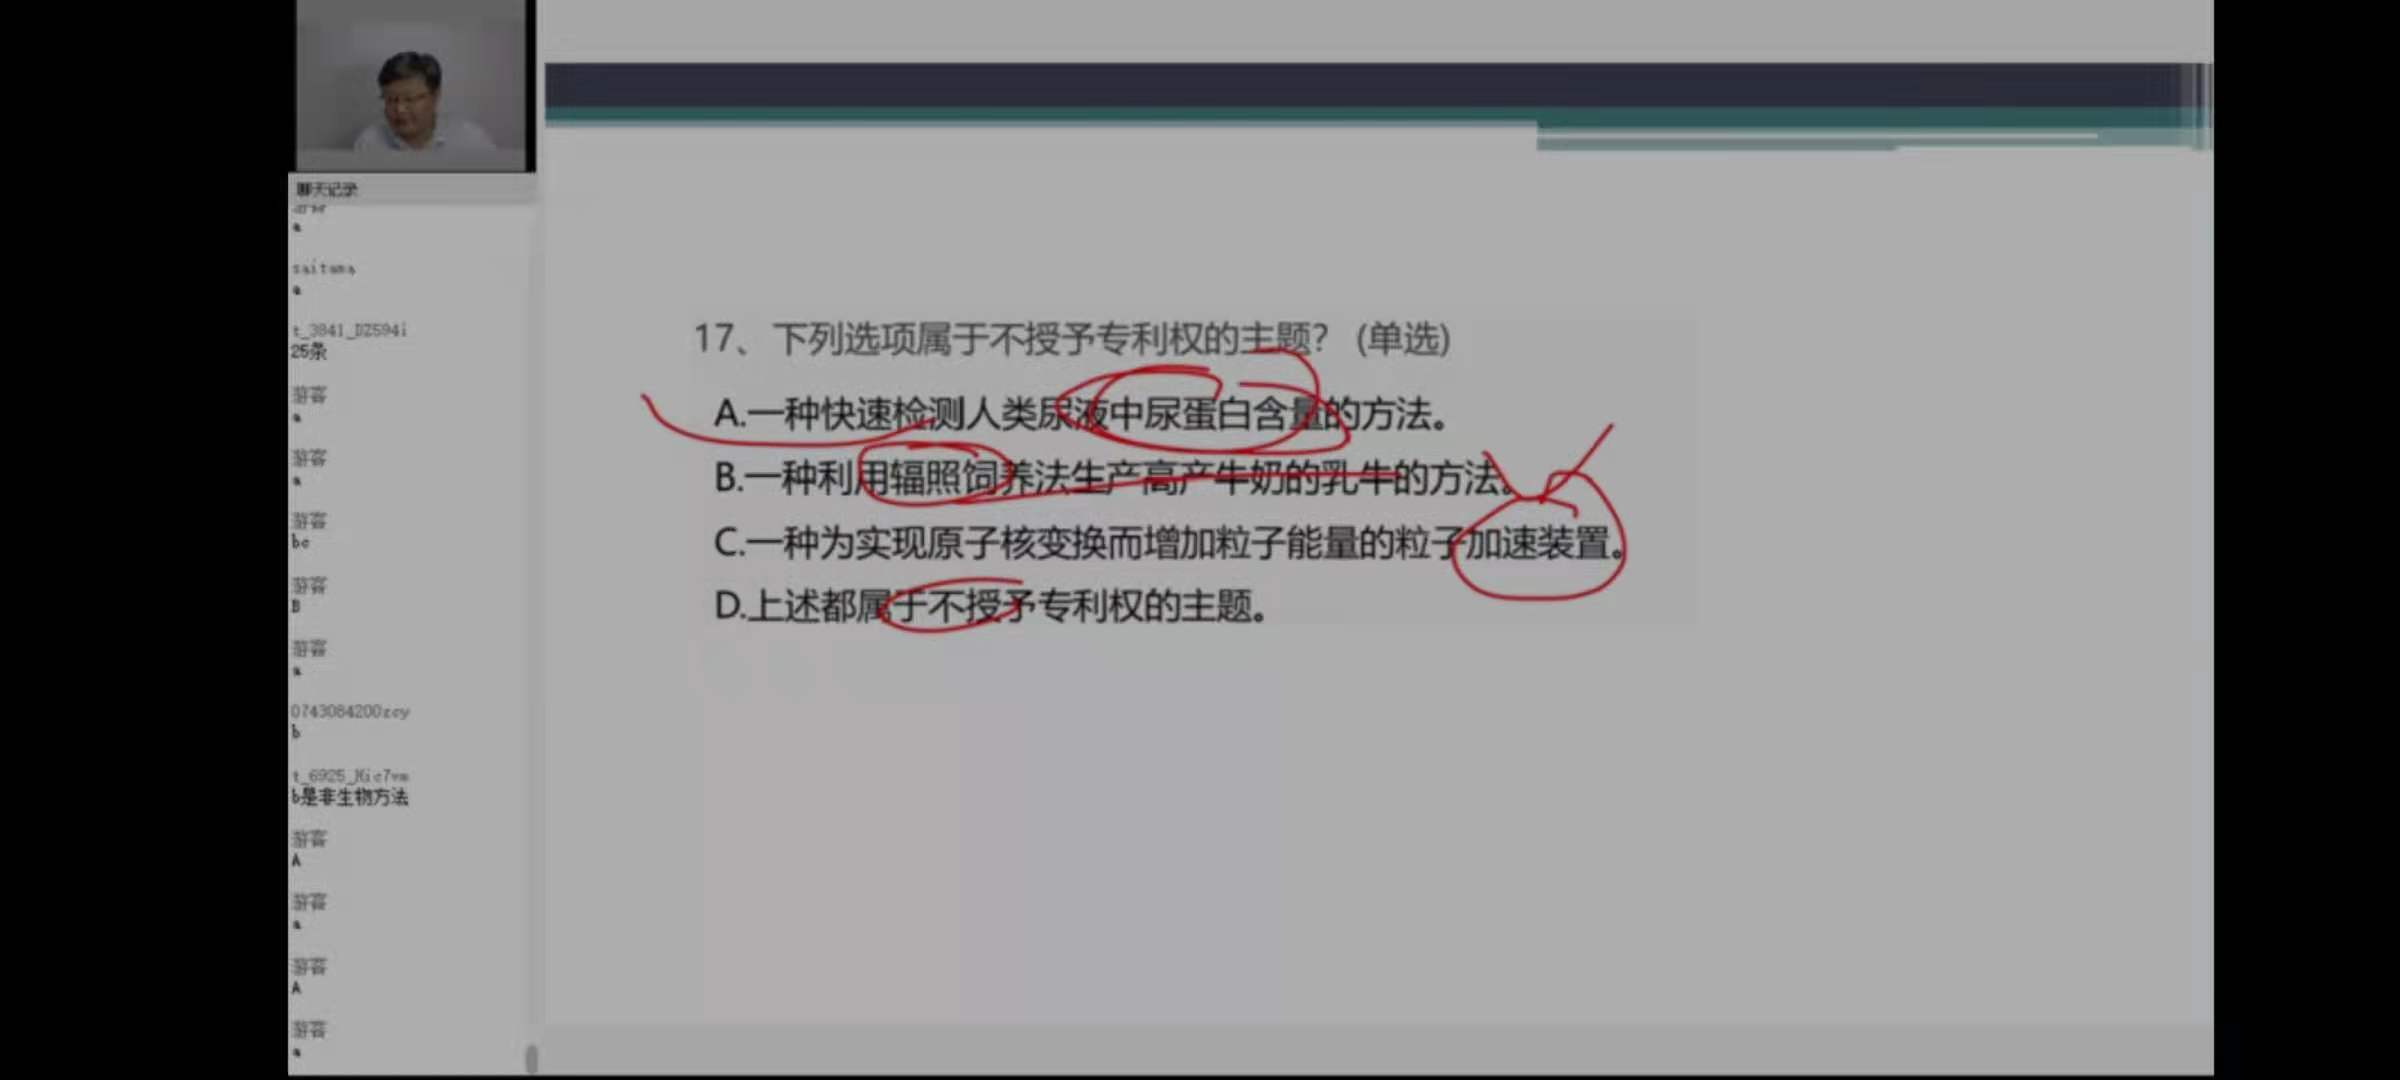 聊天记录
游客
a
saitama
a
t_3841_DZ594i
25条
游客
a
游客
a
游客
bc
游客
B
游客
a
0743084200zcy
b
t_6925_Hic7vm
b是非生物方法
游客
A
游客
a
游客
A
游客
a
17、下列选项属于不授予专利权的主题？ (单选)
A.一种快速检测人类尿液中尿蛋白含量的方法。
B.一种利用辐照饲养法生产高产牛奶的乳牛的方法。
C.一种为实现原子核变换而增加粒子能量的粒子加速装置。
D.上述都属于不授予专利权的主题。